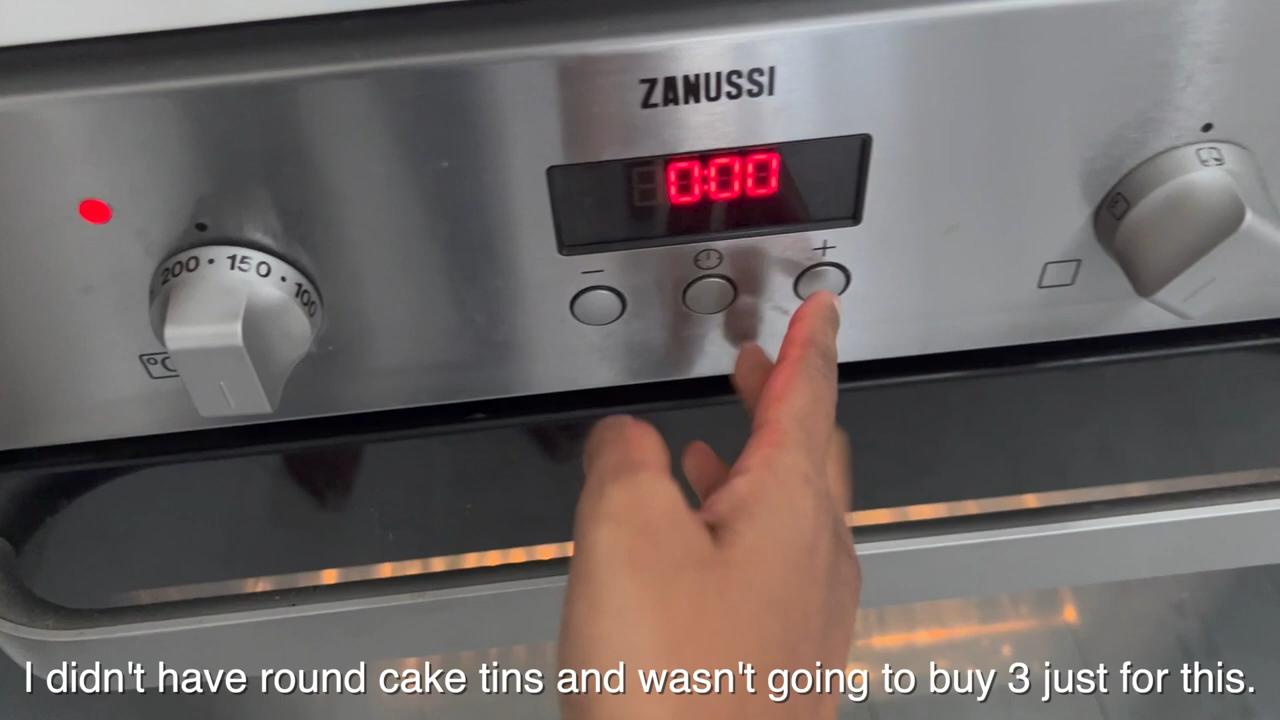 ZANUSSI
0:00
− +
200 • 150 • 100
°C
I didn't have round cake tins and wasn't going to buy 3 just for this.